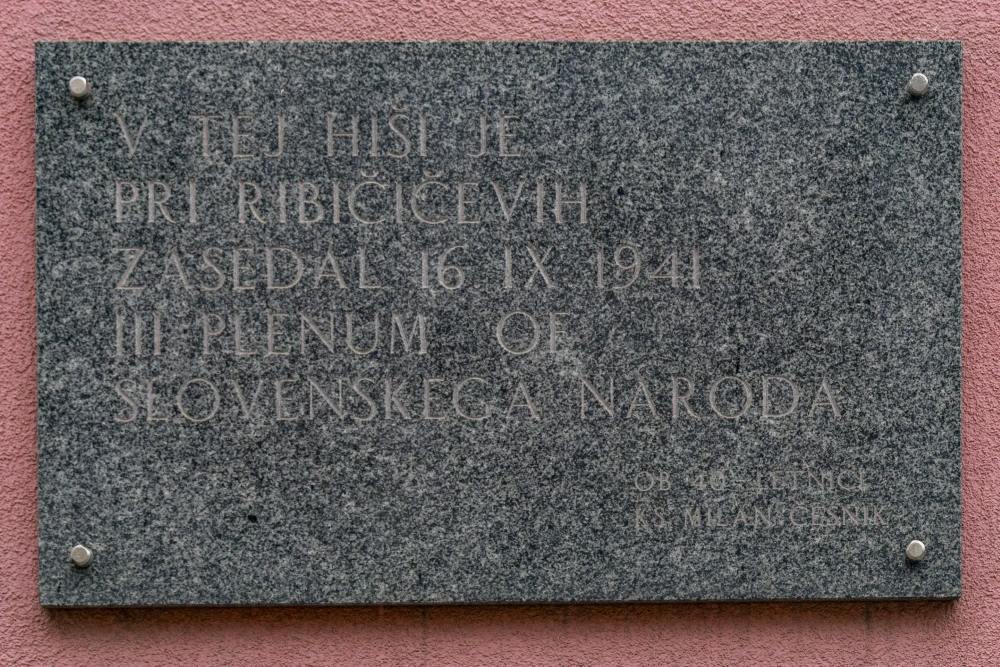 V TEJ HIŠI JE
PRI RIBIČIČEVIH
ZASEDAL 16 IX 1941
III PLENUM OF
SLOVENSKEGA NARODA
OB 40-LETNICI
KS MILAN ČESNIK